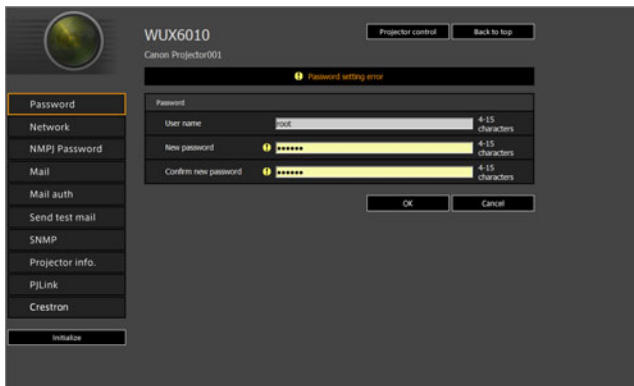 WUX6010
Projector control
Back to top
Canon Projector001
Password setting error
Password
Network
NMPJ Password
Mail
Mail auth
Send test mail
SNMP
Projector info.
PJLink
Crestron
Initialize
Password
User name root 4-15 characters
New password •••••• 4-15 characters
Confirm new password •••••• 4-15 characters
OK
Cancel